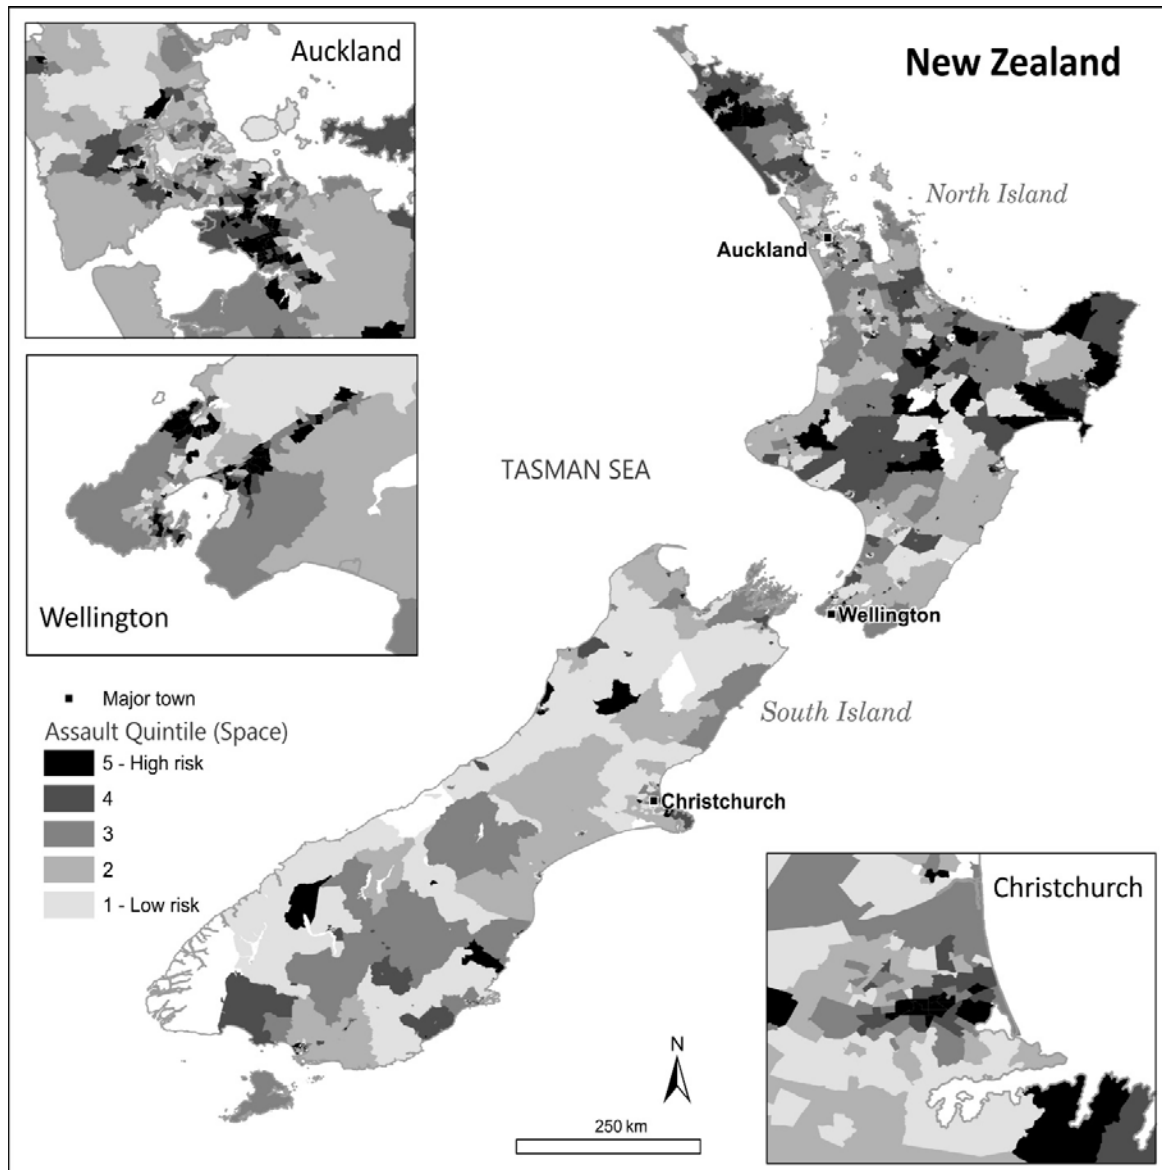 Auckland
New Zealand
North Island
Auckland
TASMAN SEA
Wellington
Wellington
Major town
Assault Quintile (Space)
5 - High risk
4
3
2
1 - Low risk
South Island
Christchurch
Christchurch
N
250 km